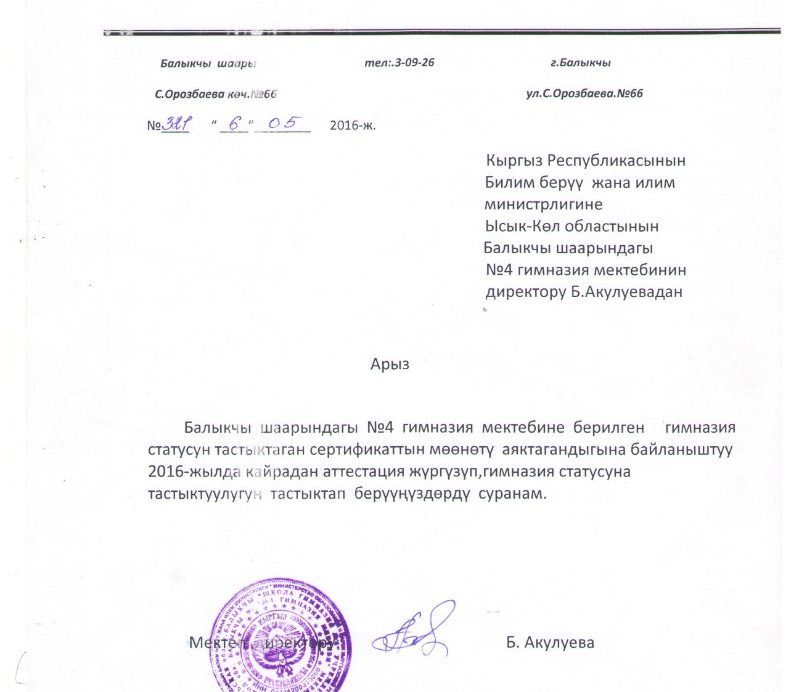 Балыкчы шаары тел:.3-09-26 г.Балыкчы
С.Орозбаева көч.№66 ул.С.Орозбаева.№66
№321 " 6 " 05 2016-ж.
Кыргыз Республикасынын
Билим берүү жана илим
министрлигине
Ысык-Көл областынын
Балыкчы шаарындагы
№4 гимназия мектебинин
директору Б.Акулуевадан
Арыз
Балыкчы шаарындагы №4 гимназия мектебине берилген гимназия
статусун тастыктаган сертификаттын мөөнөтү аяктагандыгына байланыштуу
2016-жылда кайрадан аттестация жүргүзүп,гимназия статусуна
тастыктуулугун тастыктап берүүңүздөрдү суранам.
Мектеп директору Б. Акулуева